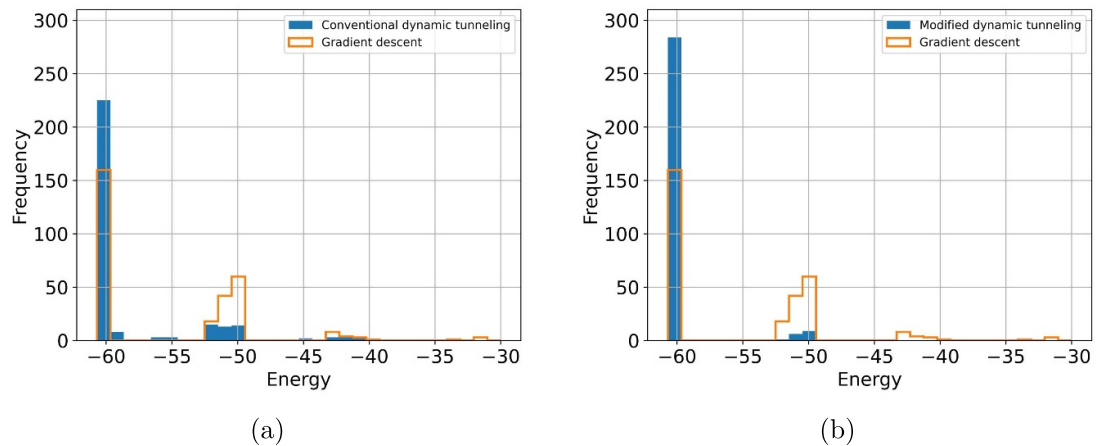 300
250
200
150
100
50
0
Frequency
Conventional dynamic tunneling
Gradient descent
−60 −55 −50 −45 −40 −35 −30
Energy
(a)
300
250
200
150
100
50
0
Frequency
Modified dynamic tunneling
Gradient descent
−60 −55 −50 −45 −40 −35 −30
Energy
(b)